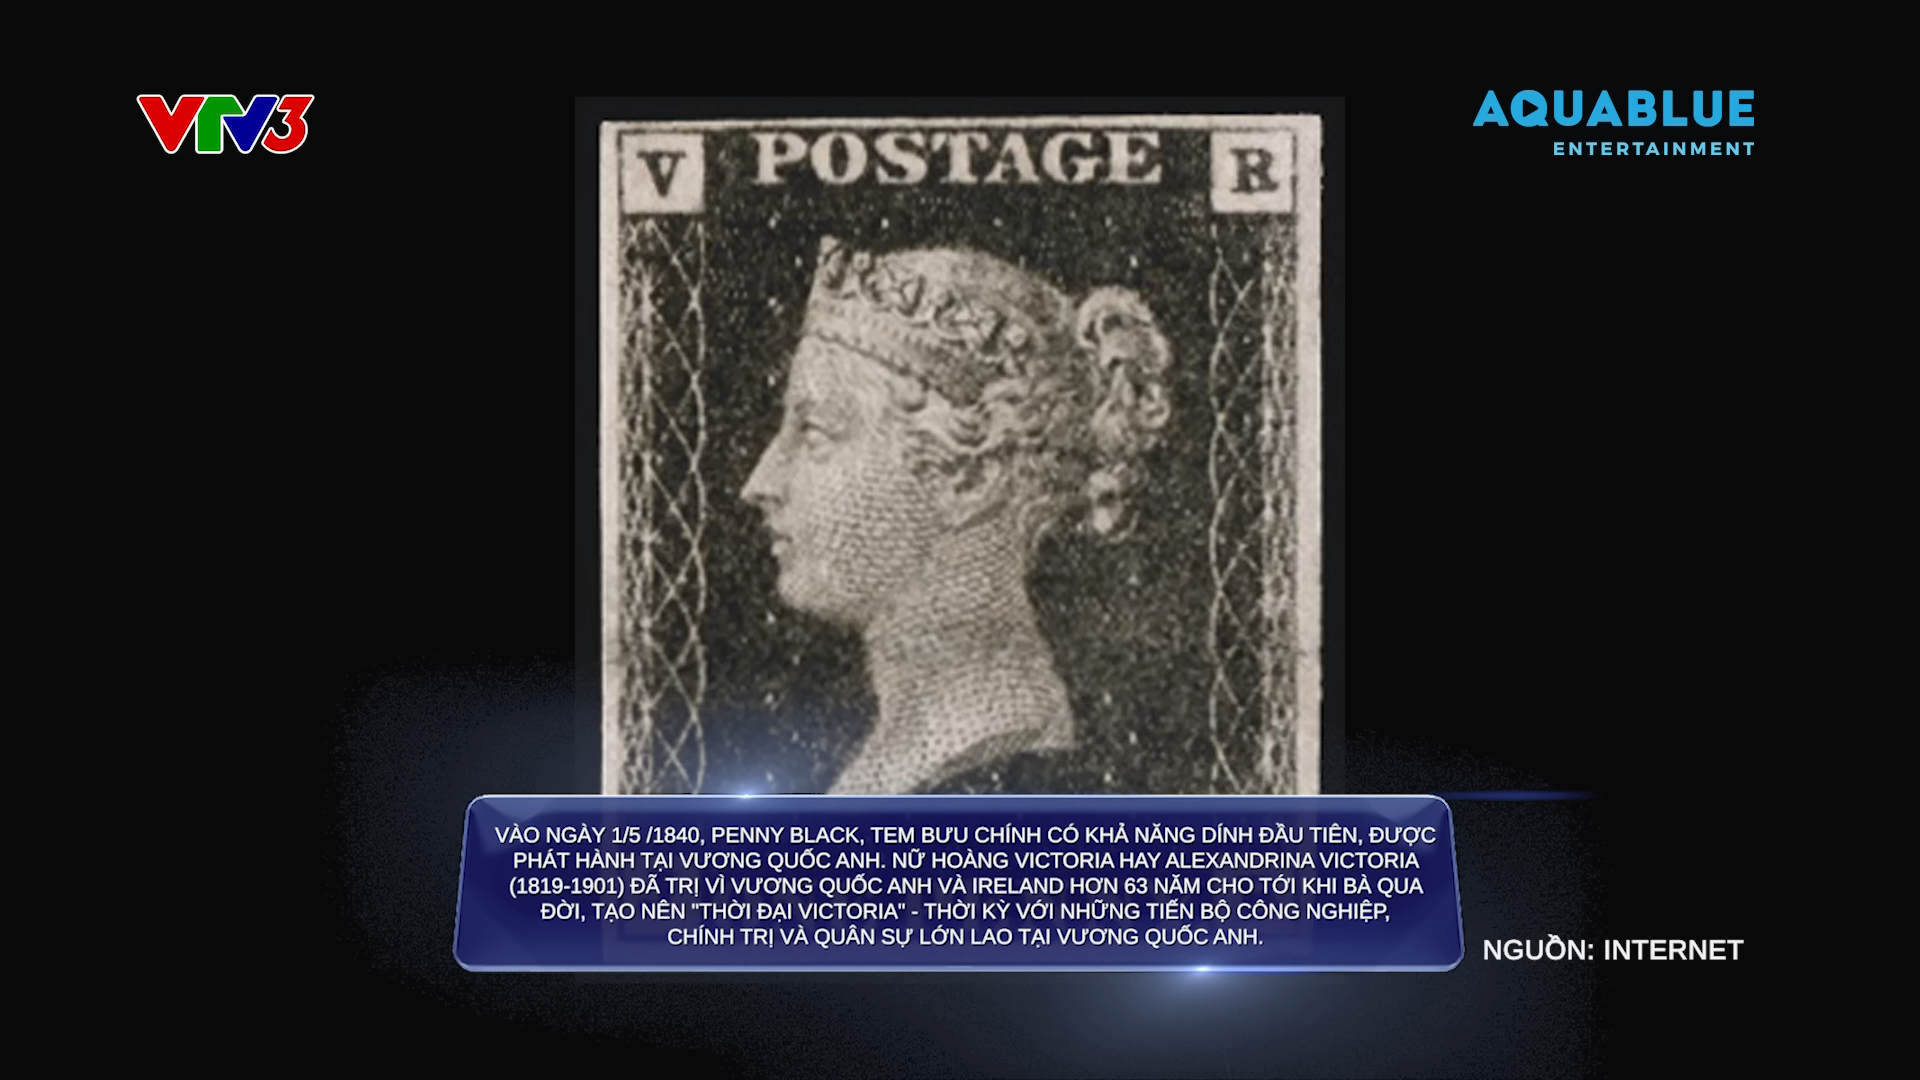 VTV3
AQUABLUE
ENTERTAINMENT
V POSTAGE R
VÀO NGÀY 1/5 /1840, PENNY BLACK, TEM BƯU CHÍNH CÓ KHẢ NĂNG DÍNH ĐẦU TIÊN, ĐƯỢC
PHÁT HÀNH TẠI VƯƠNG QUỐC ANH. NỮ HOÀNG VICTORIA HAY ALEXANDRINA VICTORIA
(1819-1901) ĐÃ TRỊ VÌ VƯƠNG QUỐC ANH VÀ IRELAND HƠN 63 NĂM CHO TỚI KHI BÀ QUA
ĐỜI, TẠO NÊN "THỜI ĐẠI VICTORIA" - THỜI KỲ VỚI NHỮNG TIẾN BỘ CÔNG NGHIỆP,
CHÍNH TRỊ VÀ QUÂN SỰ LỚN LAO TẠI VƯƠNG QUỐC ANH.
NGUỒN: INTERNET